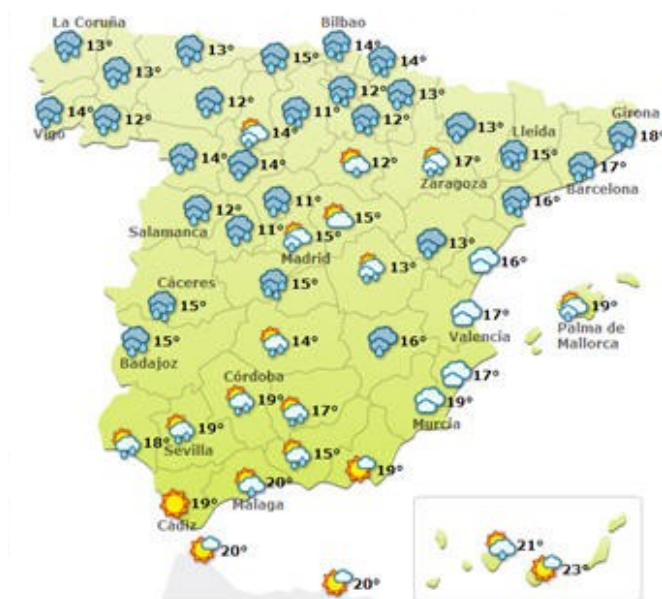 La Coruña
Bilbao
13°
13°
15°
14°
14°
13°
14°
Vigo
12°
12°
14°
11°
12°
12°
13°
13°
Lleida
15°
Girona
18°
14°
14°
12°
17°
Zaragoza
17°
Barcelona
16°
12°
Salamanca
11°
11°
15°
15°
Madrid
13°
13°
16°
Cáceres
15°
15°
17°
Valencia
19°
Palma de
Mallorca
15°
Badajoz
14°
16°
17°
Córdoba
19°
17°
19°
Murcia
18°
19°
Sevilla
15°
19°
19°
Cádiz
20°
Málaga
20°
20°
21°
23°